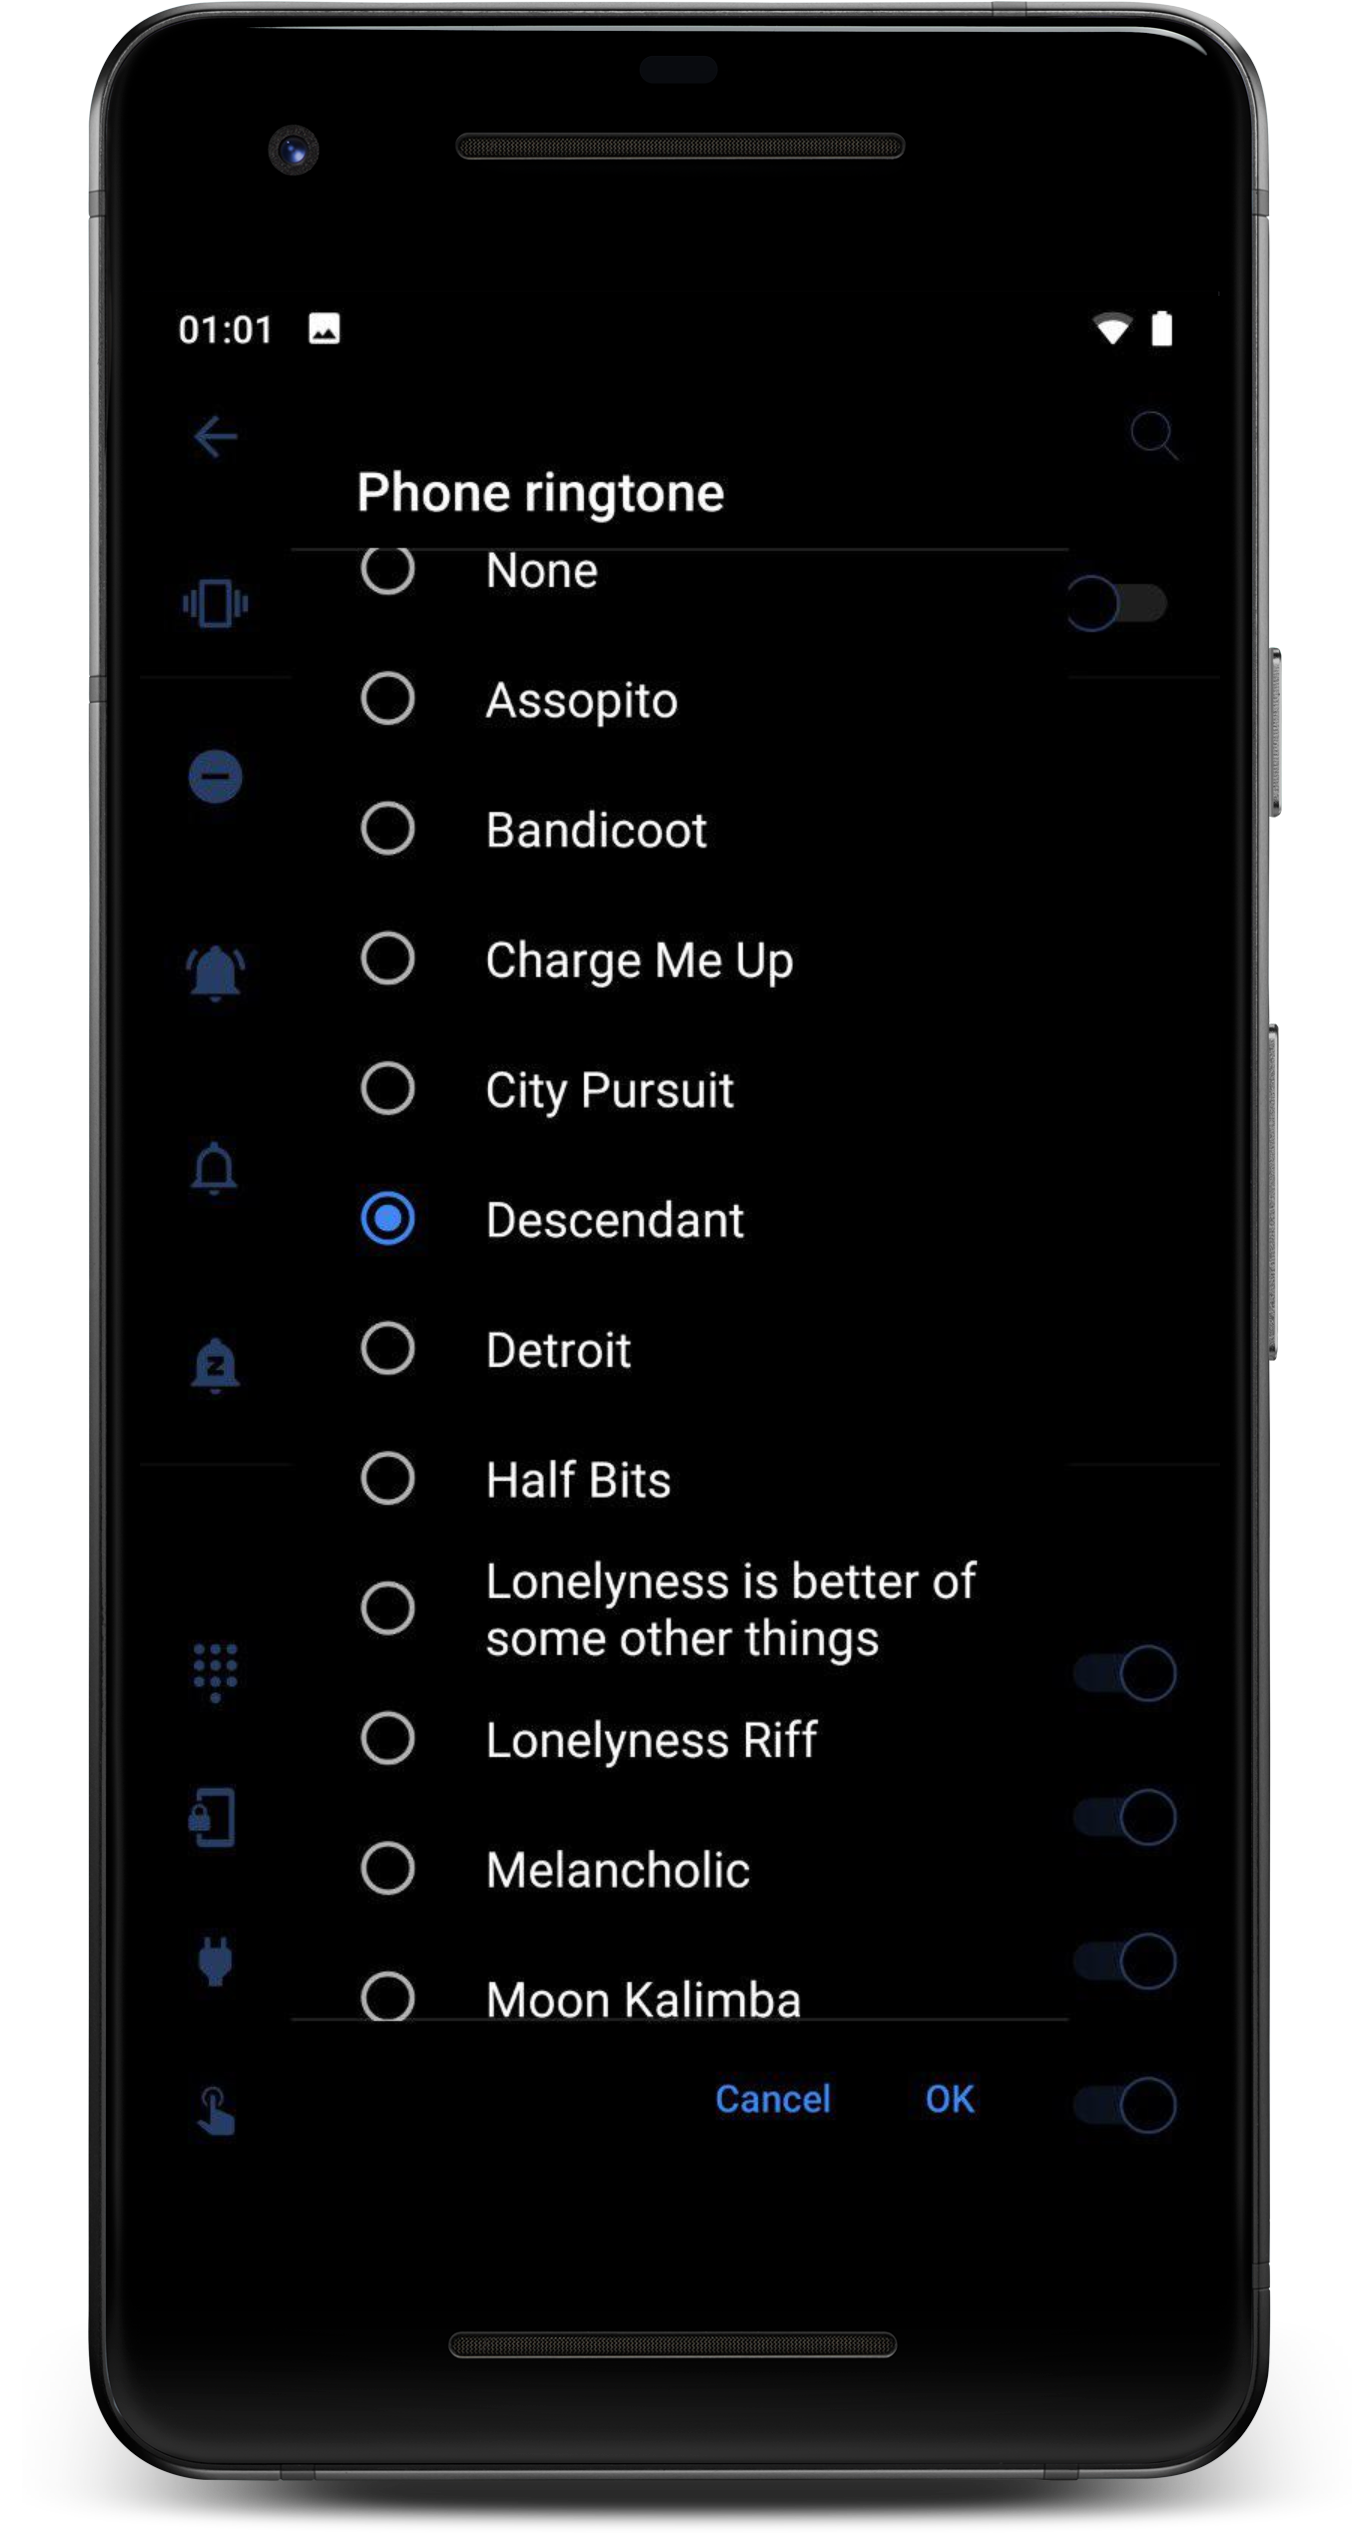 01:01
Phone ringtone
None
Assopito
Bandicoot
Charge Me Up
City Pursuit
Descendant
Detroit
Half Bits
Lonelyness is better of
some other things
Lonelyness Riff
Melancholic
Moon Kalimba
Cancel OK